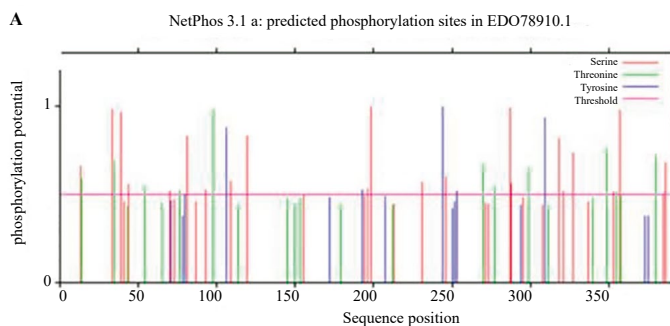 A
NetPhos 3.1 a: predicted phosphorylation sites in EDO78910.1
Serine
Threonine
Tyrosine
Threshold
phosphorylation potential
1
0
0 50 100 150 200 250 300 350
Sequence position